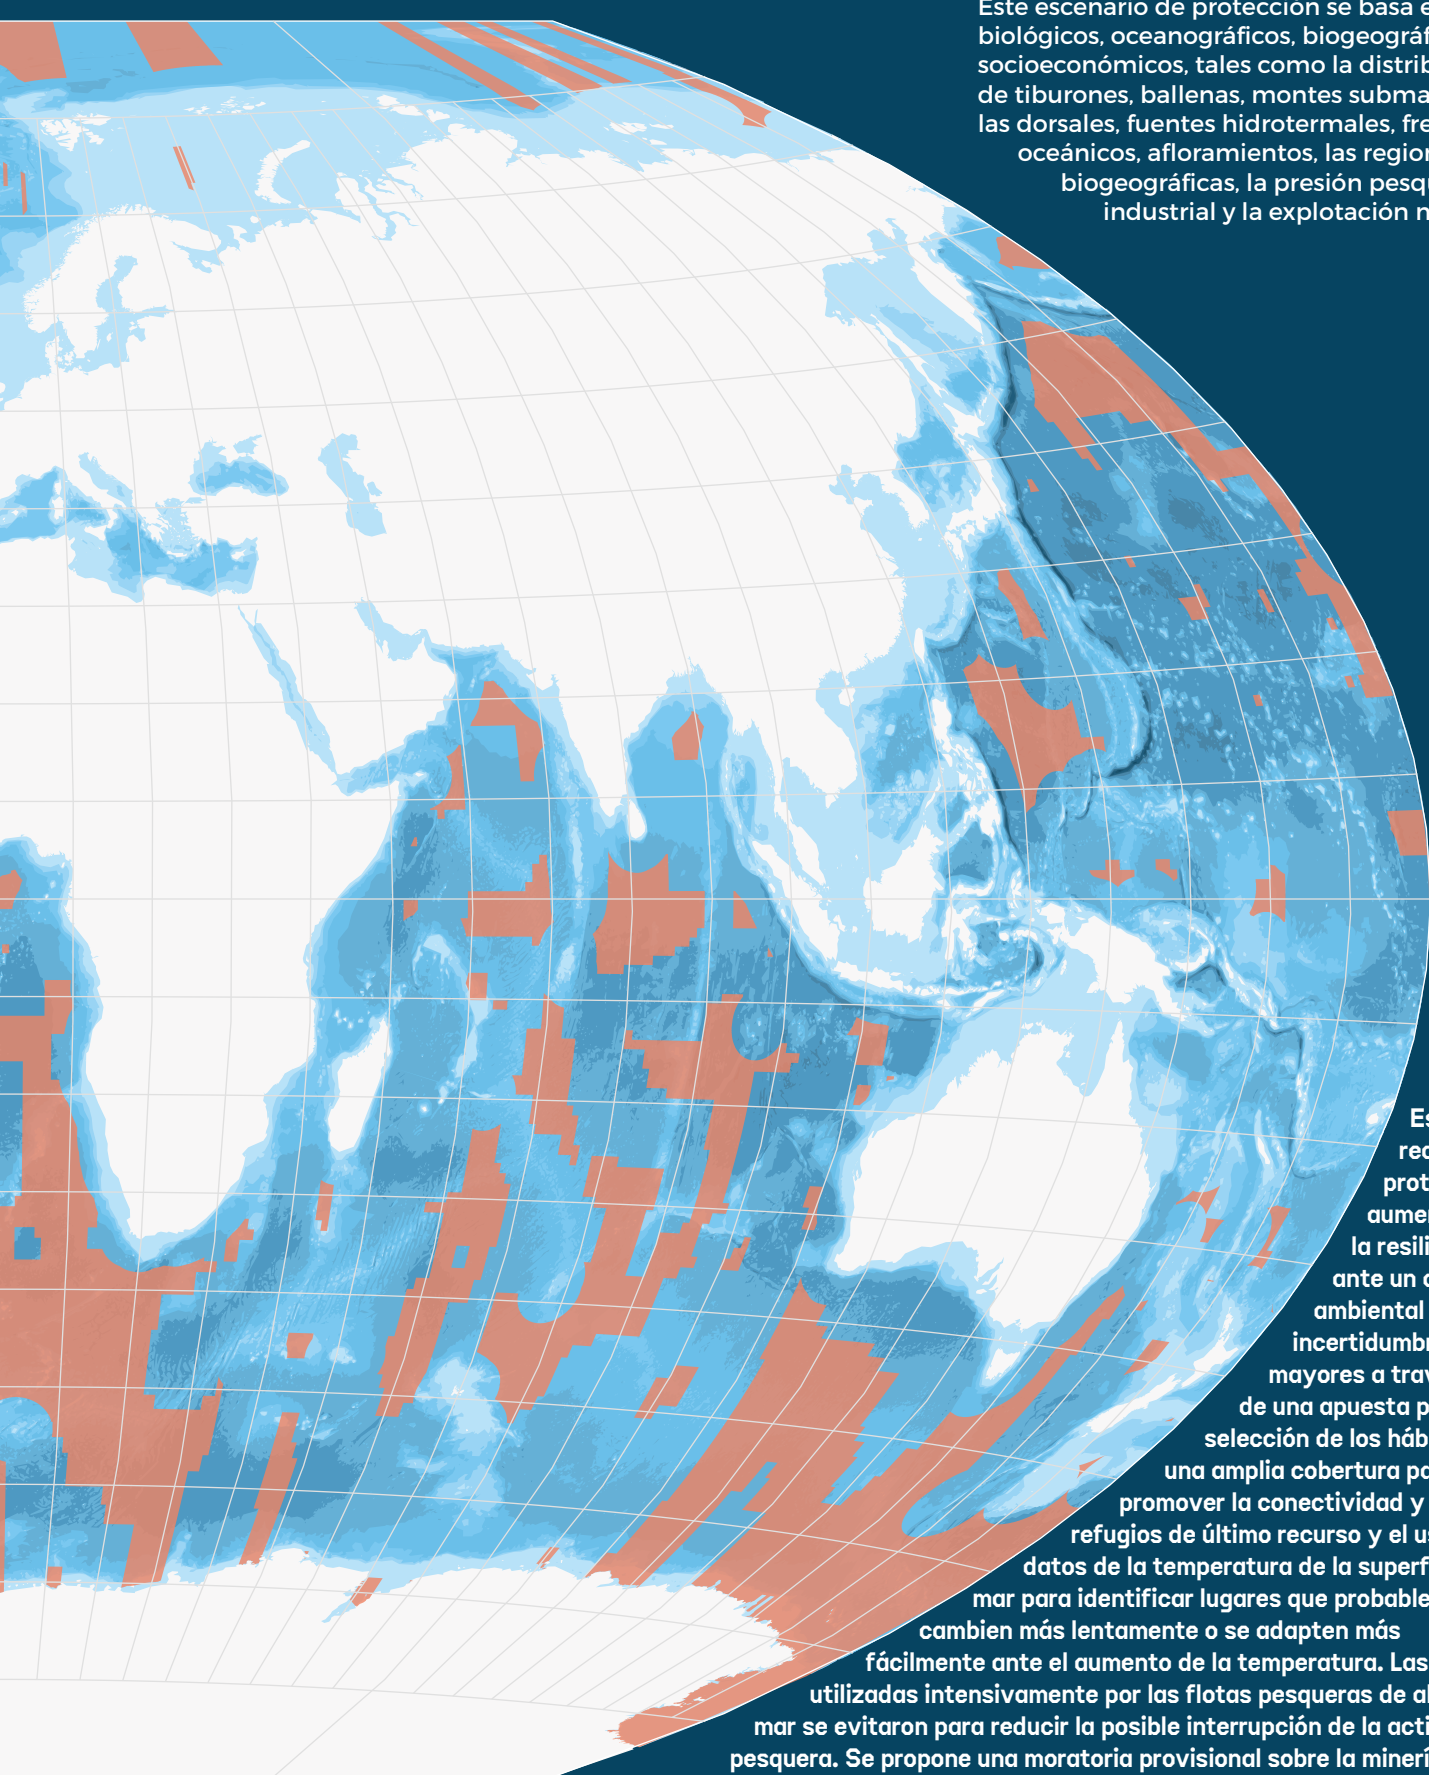 Este escenario de protección se basa e
biológicos, oceanográficos, biogeográf
socioeconómicos, tales como la distrib
de tiburones, ballenas, montes subma
las dorsales, fuentes hidrotermales, fre
oceánicos, afloramientos, las region
biogeográficas, la presión pesqu
industrial y la explotación
Es
red
prot
aumen
la resili
ante un
ambiental
incertidumbr
mayores a trav
de una apuesta p
selección de los háb
una amplia cobertura pa
promover la conectividad y
refugios de último recurso y el us
datos de la temperatura de la superf
mar para identificar lugares que probable
cambien más lentamente o se adapten más
fácilmente ante el aumento de la temperatura. Las
utilizadas intensivamente por las flotas pesqueras de al
mar se evitaron para reducir la posible interrupción de la acti
pesquera. Se propone una moratoria provisional sobre la minerí